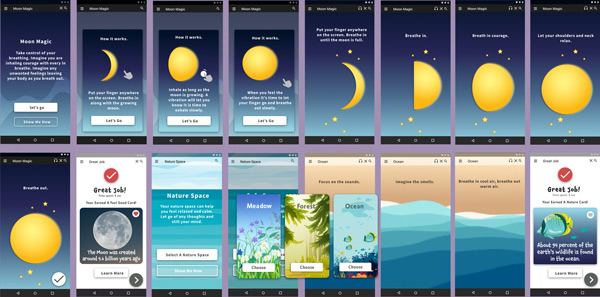 Moon Magic
Moon Magic
Take control of your
breathing. Imagine you are
inhaling courage with every in
breath. Imagine any
unwanted feelings leaving
your body as you breath out.
Let's go
Show Me How
Moon Magic
How it works.
Put your finger anywhere
on the screen. Breathe in
along with the growing
moon.
Let's Go
Moon Magic
How it works.
Inhale as long as the
moon is growing. A
vibration will let you
know it is time to
exhale slowly.
Let's Go
Moon Magic
How it works.
When you feel the
vibration it's time to let
your finger go and breathe
out slowly.
Let's Go
Moon Magic
Put your finger anywhere
on the screen. Breathe in
until the moon is full.
Moon Magic
Breathe in.
Moon Magic
Breath in courage.
Moon Magic
Let your shoulders and neck
relax.
Moon Magic
Breathe out.
Great Job
Great Job!
Your Earned A Feel Good Card!
The Moon was created
around 4.6 billion years ago
Learn More
Nature Space
Nature Space
Your nature space can help
you feel relaxed and calm.
Let go of any thoughts and
still your mind.
Select A Nature Space
Show Me Now
Nature Space
Meadow
Choose
Forest
Choose
Ocean
Choose
Ocean
Focus on the sounds.
Ocean
Imagine the smells.
Ocean
Breathe in cool air, breathe out
warm air.
Great Job
Great Job!
You Earned A Nature Card!
About 94 percent of
the earth's wildlife is
found in the ocean.
Learn More